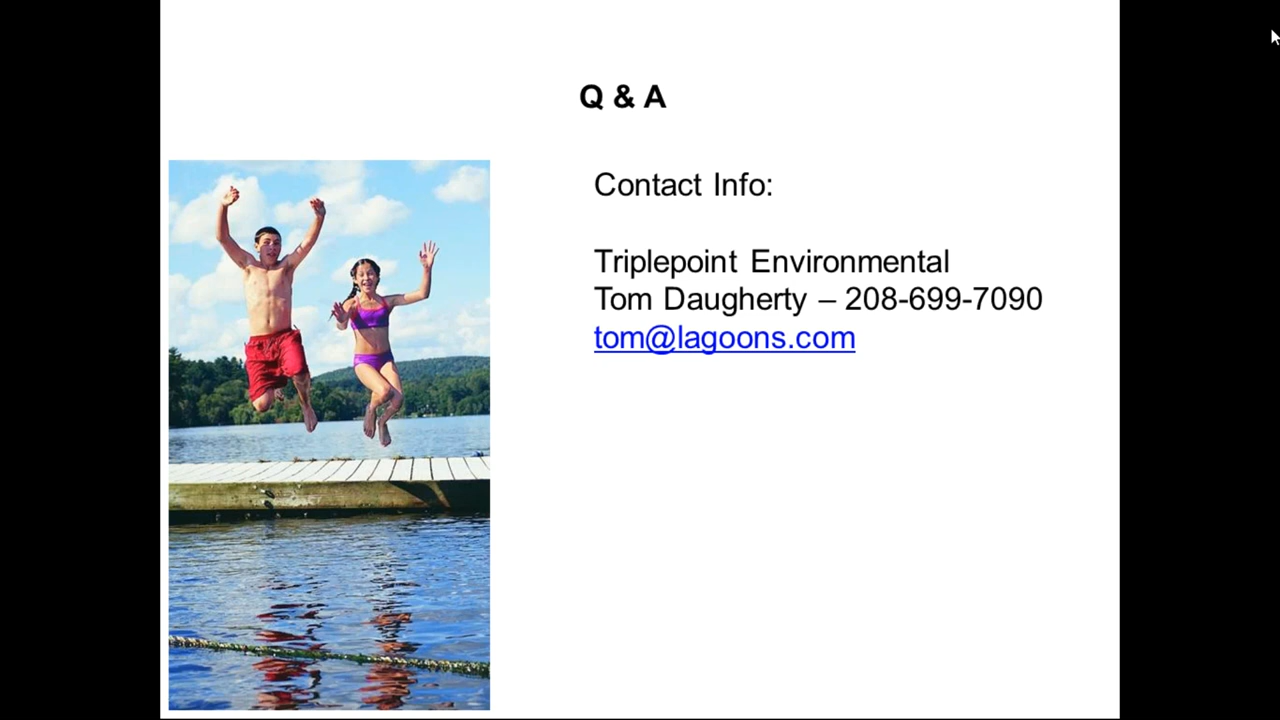 Q & A
Contact Info:
Triplepoint Environmental
Tom Daugherty – 208-699-7090
tom@lagoons.com